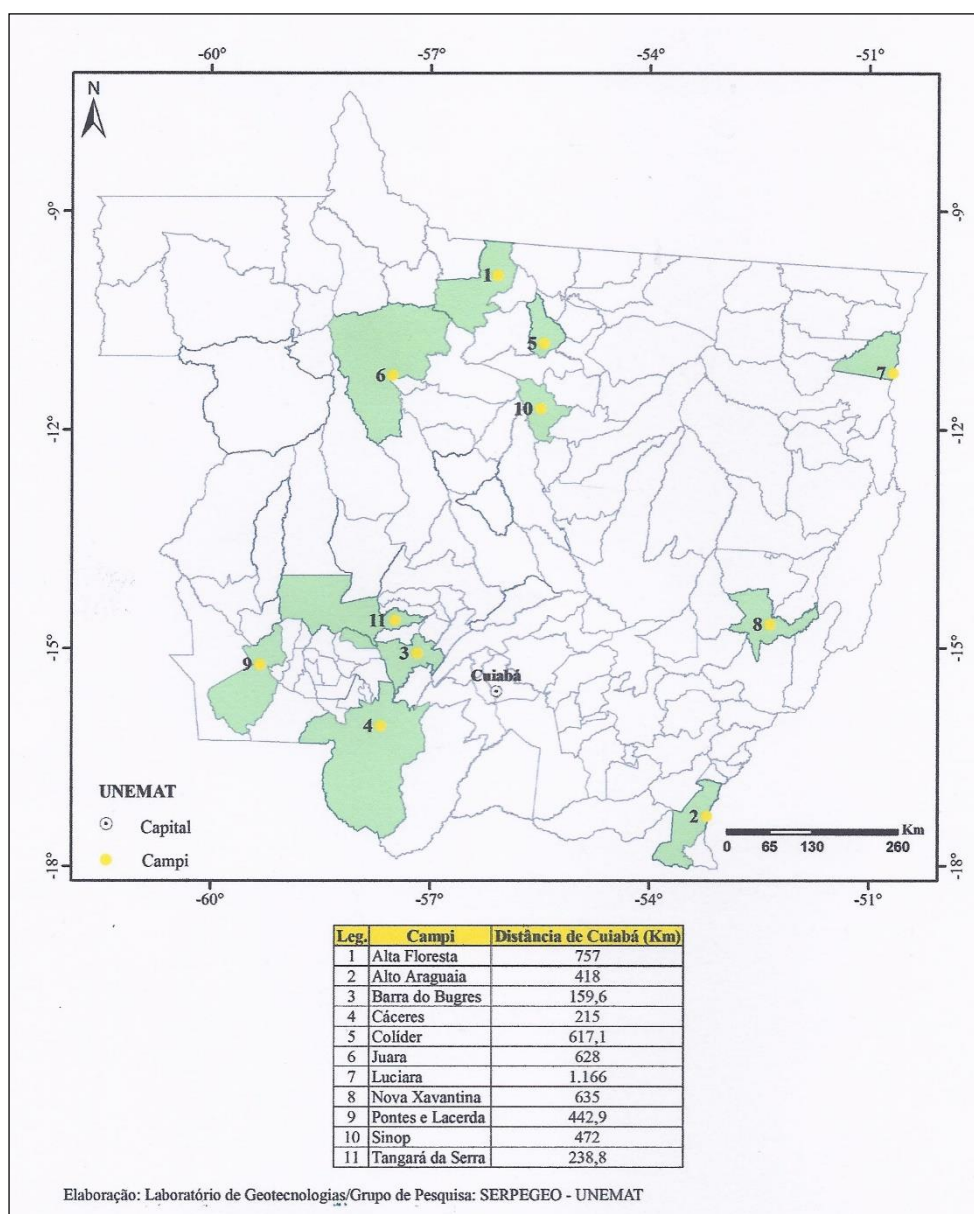 -60° -57° -54° -51°
N
-9° -9°
1
5
6
7
10
-12° -12°
11
8
3
-15° -15°
9
Cuiabá
4
UNEMAT
2
Capital
Km
0 65 130 260
Campi
-18° -18°
-60° -57° -54° -51°
Leg. Campi Distância de Cuiabá (Km)
1 Alta Floresta 757
2 Alto Araguaia 418
3 Barra do Bugres 159,6
4 Cáceres 215
5 Colíder 617,1
6 Juara 628
7 Luciara 1.166
8 Nova Xavantina 635
9 Pontes e Lacerda 442,9
10 Sinop 472
11 Tangará da Serra 238,8
Elaboração: Laboratório de Geotecnologias/Grupo de Pesquisa: SERPEGEO - UNEMAT